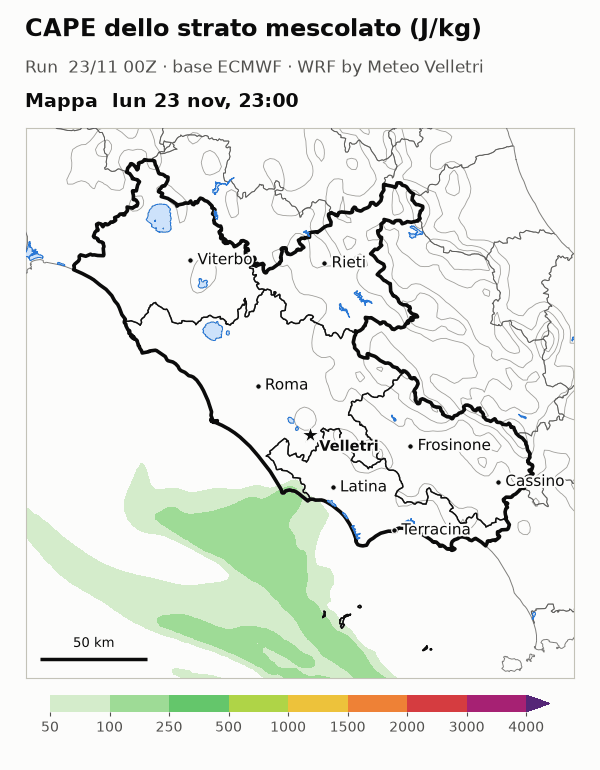 CAPE dello strato mescolato (J/kg)
Run  23/11 00Z · base ECMWF · WRF by Meteo Velletri
Mappa  lun 23 nov, 23:00
Viterbo
Rieti
Roma
Velletri
Frosinone
Cassino
Latina
Terracina
50 km
50 100 250 500 1000 1500 2000 3000 4000